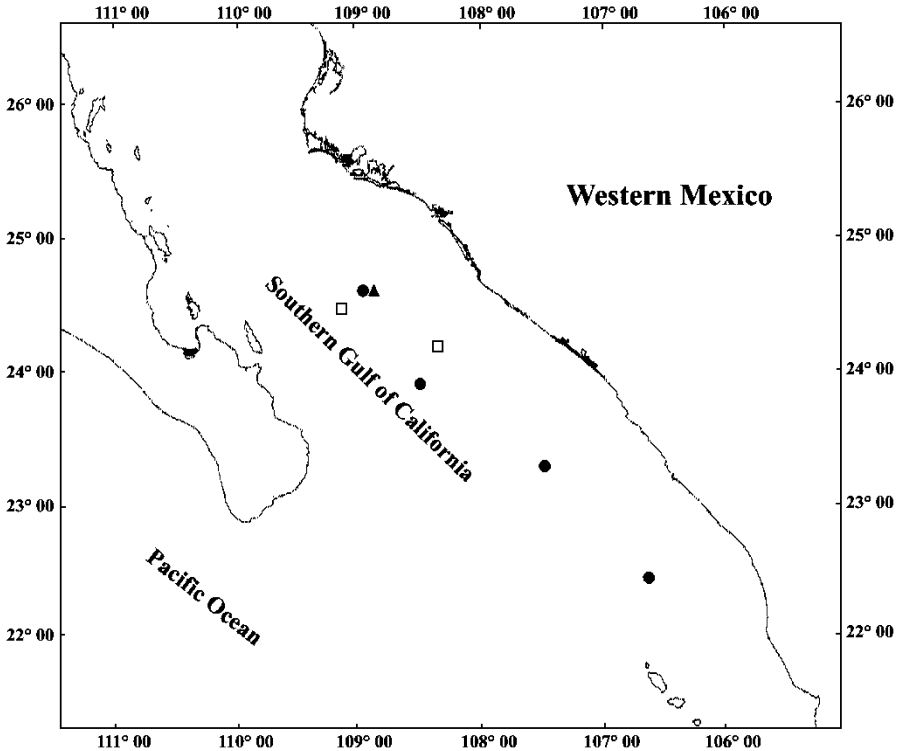 111° 00 110° 00 109° 00 108° 00 107° 00 106° 00
26° 00 26° 00
Western Mexico
25° 00 25° 00
Southern Gulf of California
24° 00 24° 00
23° 00 23° 00
Pacific Ocean
22° 00 22° 00
111° 00 110° 00 109° 00 108° 00 107° 00 106° 00